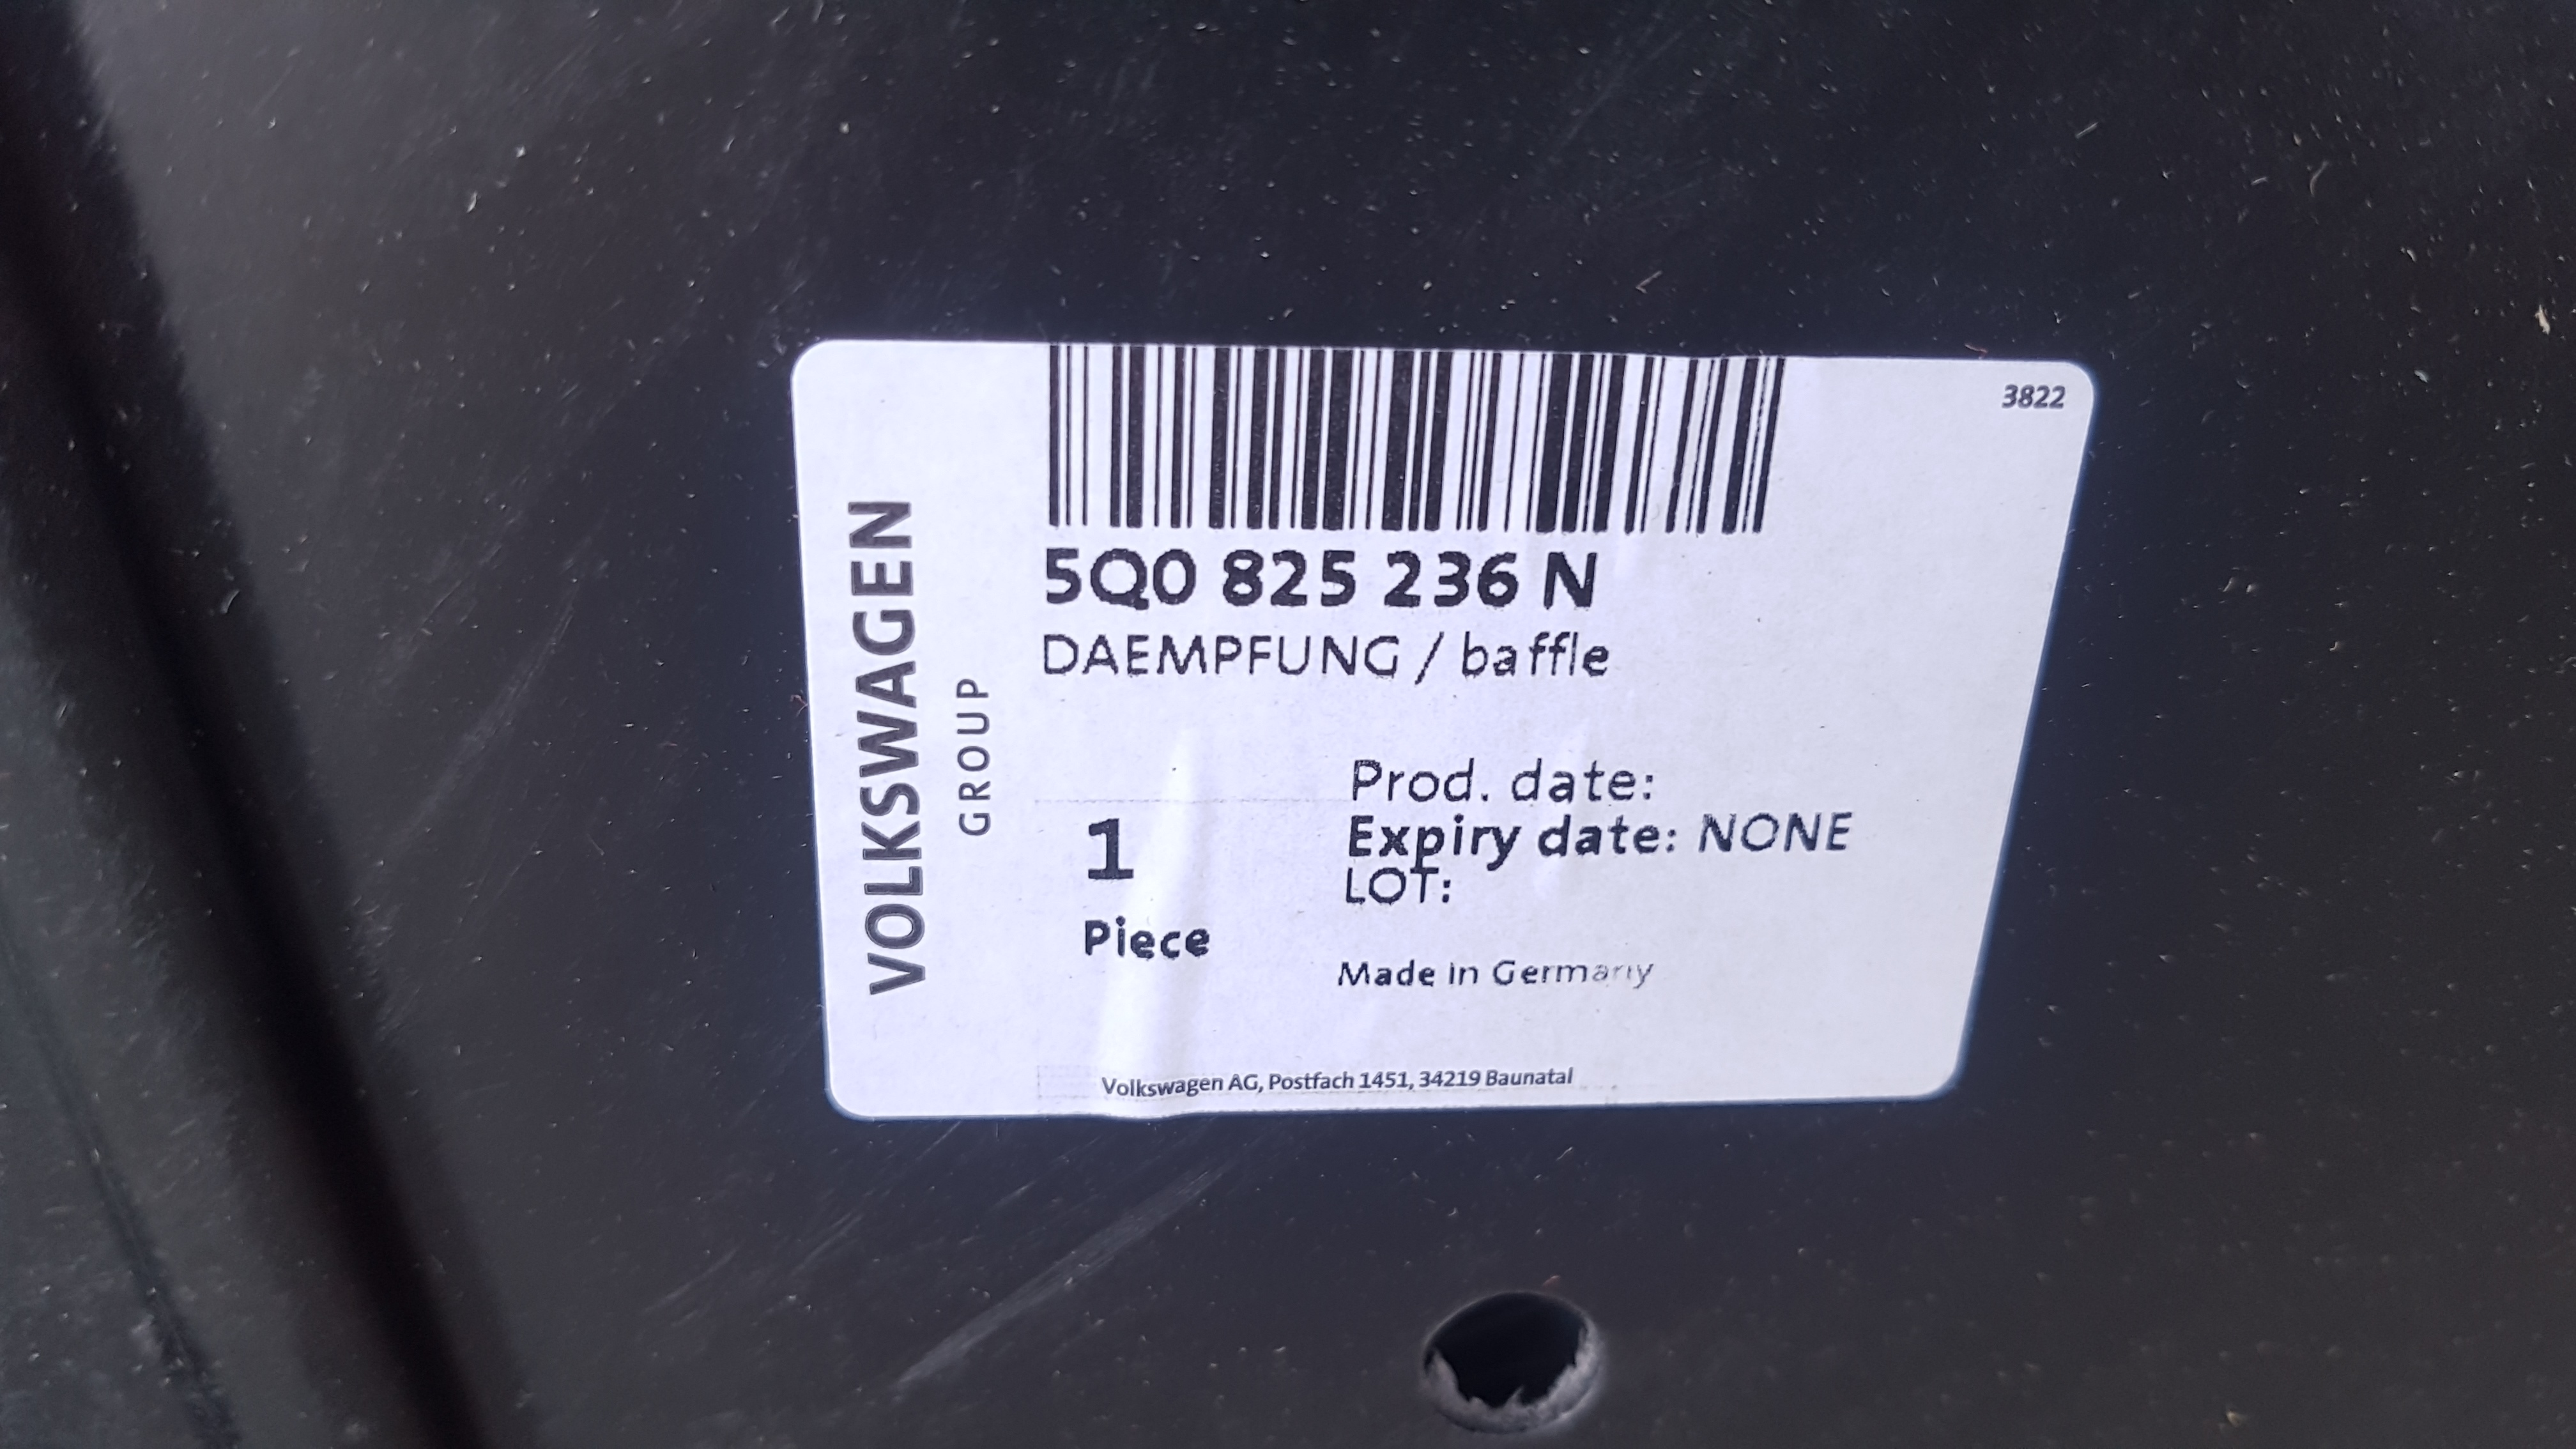 3822
VOLKSWAGEN
GROUP
5Q0 825 236 N
DAEMPFUNG / baffle
Prod. date:
Expiry date: NONE
LOT:
1
Piece
Made in Germany
Volkswagen AG, Postfach 1451, 34219 Baunatal